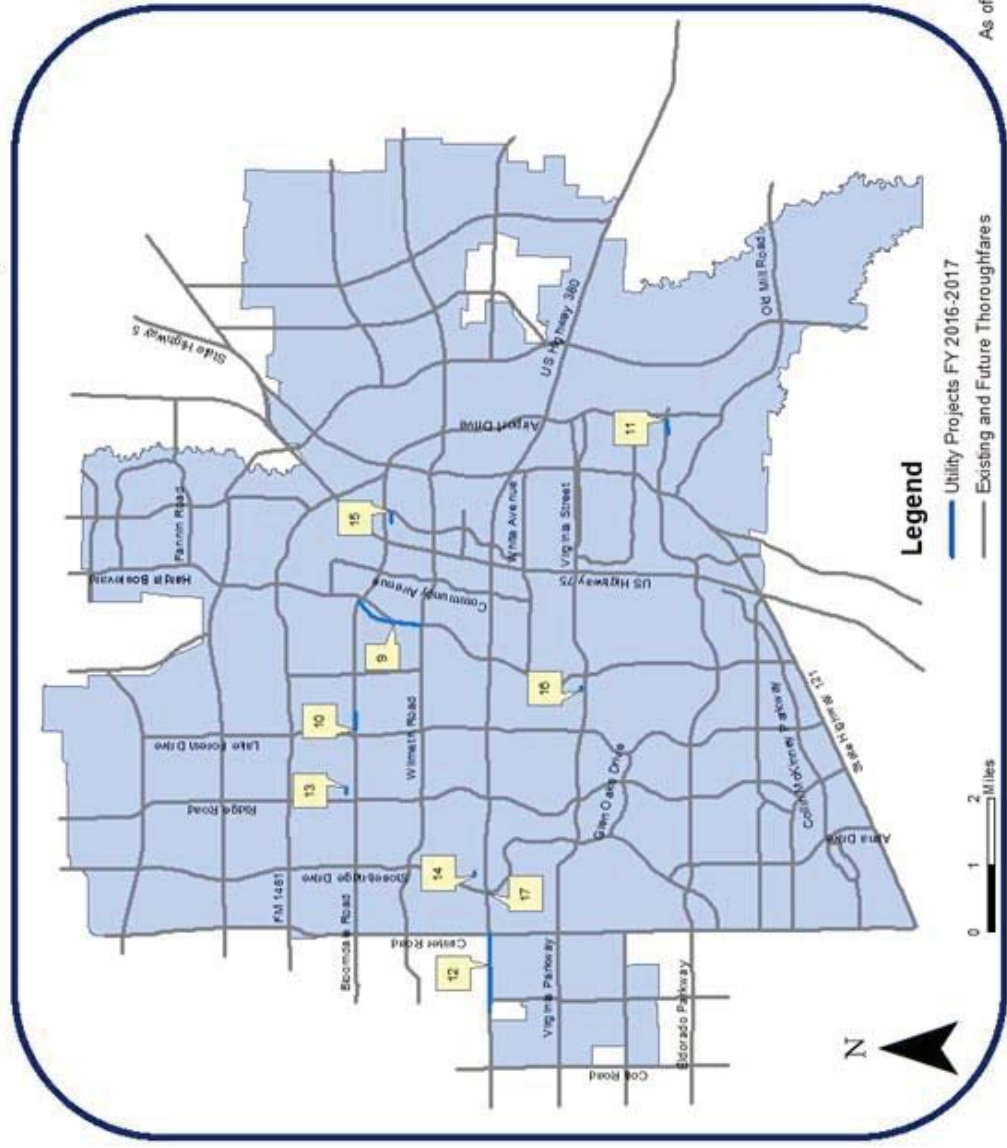 State Highway 5
Fannin Road
Hardin Boulevard
Lake Forest Drive
Ridge Road
FM 1461
Stonebridge Drive
Bloomdale Road
Custer Road
Wilmeth Road
Community Avenue
Airport Drive
US Highway 380
White Avenue
Virginia Street
US Highway 75
Old Mill Road
Virginia Parkway
Glen Oaks Drive
Collin McKinney Parkway
State Highway 121
Alma Drive
Eldorado Parkway
Coit Road
9
10
11
12
13
14
15
16
17
N
0 1 2
Miles
Legend
Utility Projects FY 2016-2017
Existing and Future Thoroughfares
As of